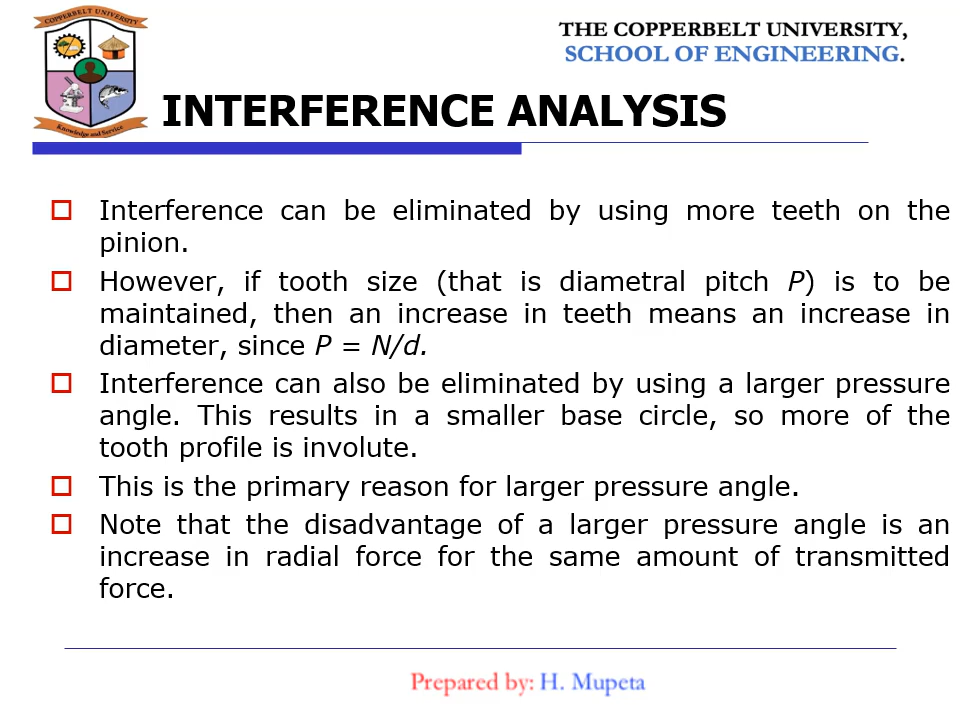 COPPERBELT UNIVERSITY
Knowledge and Service
THE COPPERBELT UNIVERSITY,
SCHOOL OF ENGINEERING.
INTERFERENCE ANALYSIS
Interference can be eliminated by using more teeth on the
pinion.
However, if tooth size (that is diametral pitch P) is to be
maintained, then an increase in teeth means an increase in
diameter, since P = N/d.
Interference can also be eliminated by using a larger pressure
angle. This results in a smaller base circle, so more of the
tooth profile is involute.
This is the primary reason for larger pressure angle.
Note that the disadvantage of a larger pressure angle is an
increase in radial force for the same amount of transmitted
force.
Prepared by: H. Mupeta